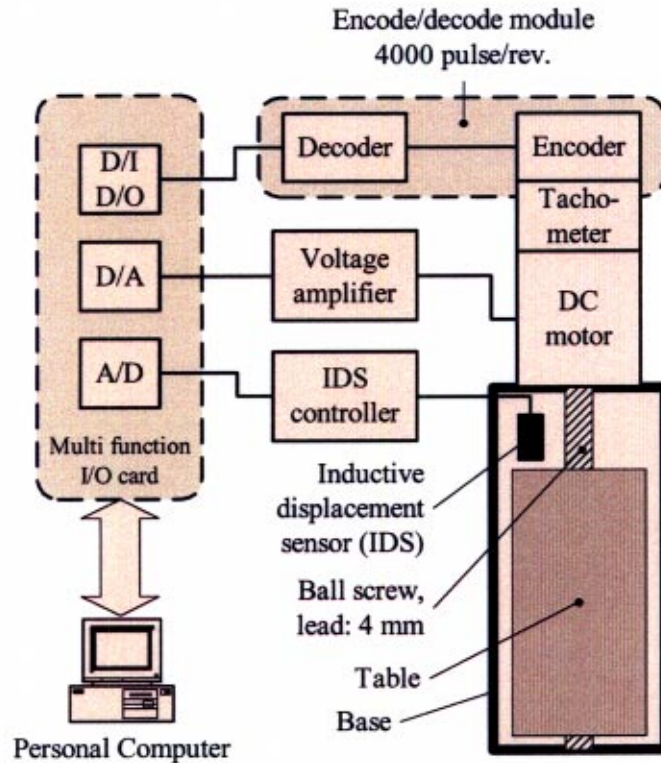 Encode/decode module
4000 pulse/rev.
D/I
D/O
Decoder
Encoder
Tacho-
meter
D/A
Voltage
amplifier
DC
motor
A/D
IDS
controller
Multi function
I/O card
Inductive
displacement
sensor (IDS)
Ball screw,
lead: 4 mm
Table
Base
Personal Computer